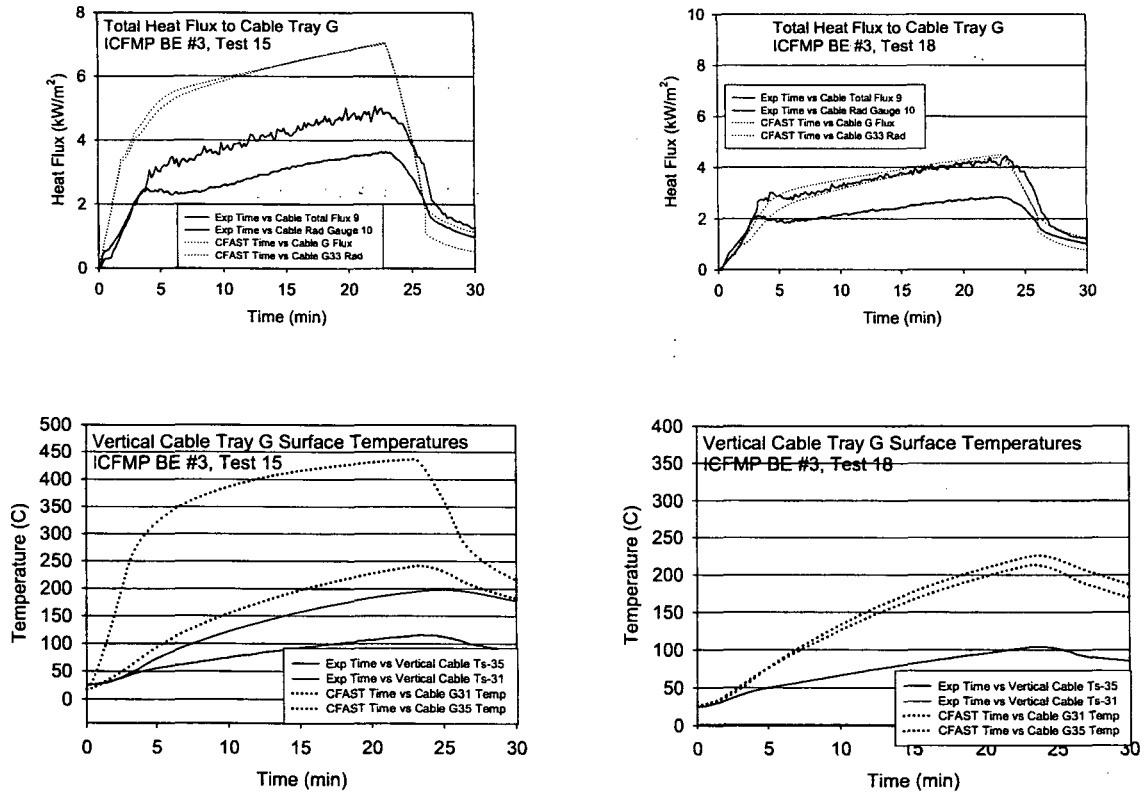 Total Heat Flux to Cable Tray G
ICFMP BE #3, Test 15
8
6
4
2
0
Heat Flux (kW/m²)
Exp Time vs Cable Total Flux 9
Exp Time vs Cable Rad Gauge 10
CFAST Time vs Cable G Flux
CFAST Time vs Cable G33 Rad
0 5 10 15 20 25 30
Time (min)
Total Heat Flux to Cable Tray G
ICFMP BE #3, Test 18
10
8
6
4
2
0
Heat Flux (kW/m²)
Exp Time vs Cable Total Flux 9
Exp Time vs Cable Rad Gauge 10
CFAST Time vs Cable G Flux
CFAST Time vs Cable G33 Rad
0 5 10 15 20 25 30
Time (min)
Vertical Cable Tray G Surface Temperatures
ICFMP BE #3, Test 15
500
450
400
350
300
250
200
150
100
50
0
Temperature (C)
Exp Time vs Vertical Cable Ts-35
Exp Time vs Vertical Cable Ts-31
CFAST Time vs Cable G31 Temp
CFAST Time vs Cable G35 Temp
0 5 10 15 20 25 30
Time (min)
Vertical Cable Tray G Surface Temperatures
ICFMP BE #3, Test 18
400
350
300
250
200
150
100
50
0
Temperature (C)
Exp Time vs Vertical Cable Ts-35
Exp Time vs Vertical Cable Ts-31
CFAST Time vs Cable G31 Temp
CFAST Time vs Cable G35 Temp
0 5 10 15 20 25 30
Time (min)